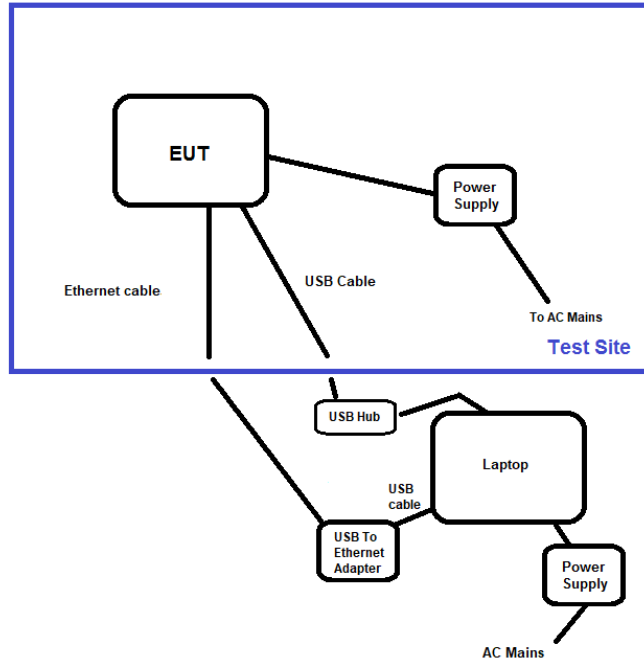 EUT
Power
Supply
Ethernet cable
USB Cable
To AC Mains
Test Site
USB Hub
Laptop
USB
cable
USB To
Ethernet
Adapter
Power
Supply
AC Mains